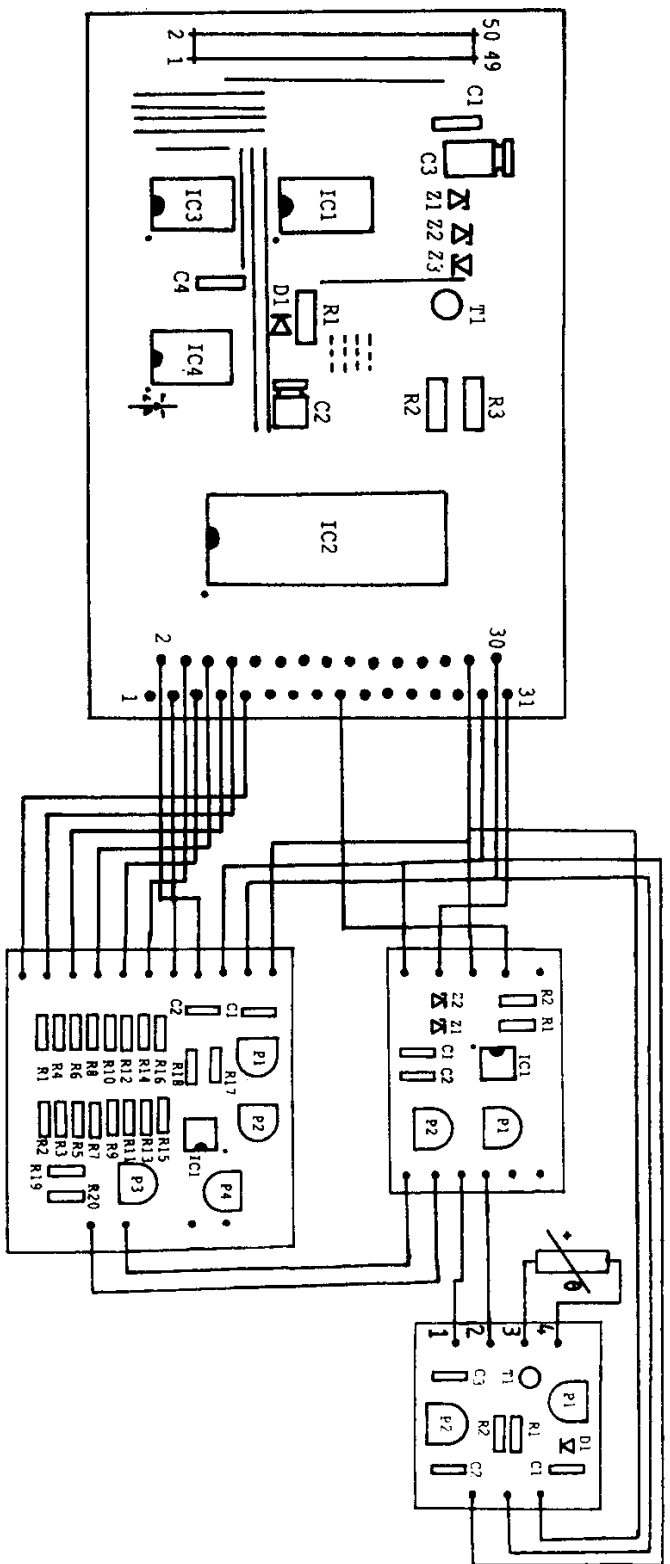 50 49
2 1
C1
C3
Z1
Z2
Z3
IC3
IC1
C4
D1
R1
T1
IC4
C2
R2
R3
IC2
2
30
1
31
C2
C1
P1
R18
R17
P2
R1
R4
R6
R8
R10
R12
R14
R16
IC1
R2
R3
R5
R7
R9
R11
R13
R15
R19
R20
P3
P4
Z2
Z1
R2
R1
C1
C2
IC1
P2
P1
+
θ
1
2
3
4
C3
T1
P1
P2
R2
R1
D1
C2
C1